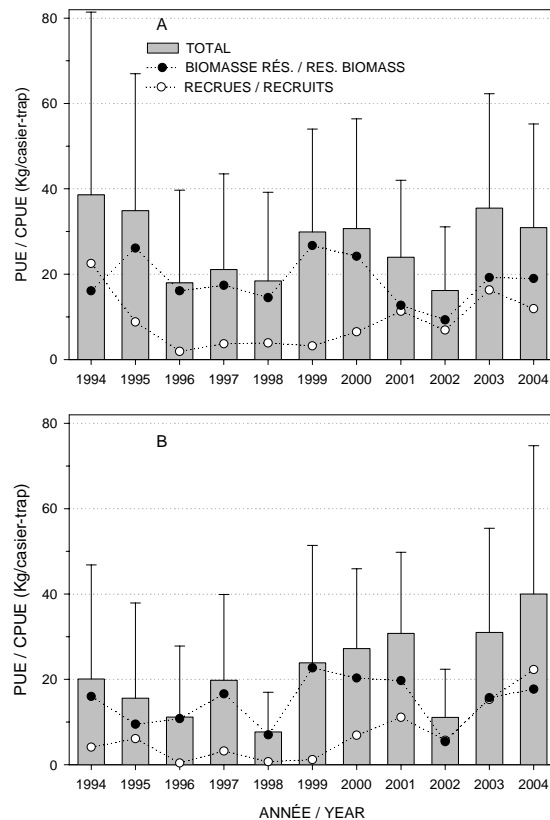 A
TOTAL
BIOMASSE RÉS. / RES. BIOMASS
RECRUES / RECRUITS
PUE / CPUE (Kg/casier-trap)
80
60
40
20
0
1994 1995 1996 1997 1998 1999 2000 2001 2002 2003 2004
B
PUE / CPUE (Kg/casier-trap)
80
60
40
20
0
1994 1995 1996 1997 1998 1999 2000 2001 2002 2003 2004
ANNÉE / YEAR